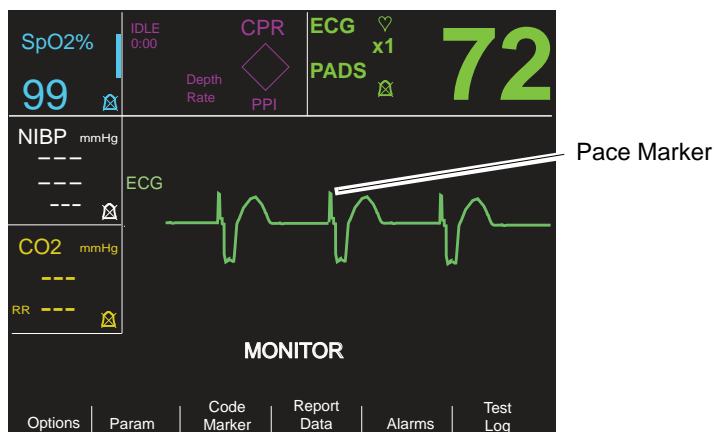 SpO2%
99
IDLE
0:00
CPR
Depth
Rate
PPI
ECG
x1
PADS
72
NIBP mmHg
---
---
---
ECG
Pace Marker
CO2 mmHg
---
RR ---
MONITOR
Options
Param
Code
Marker
Report
Data
Alarms
Test
Log